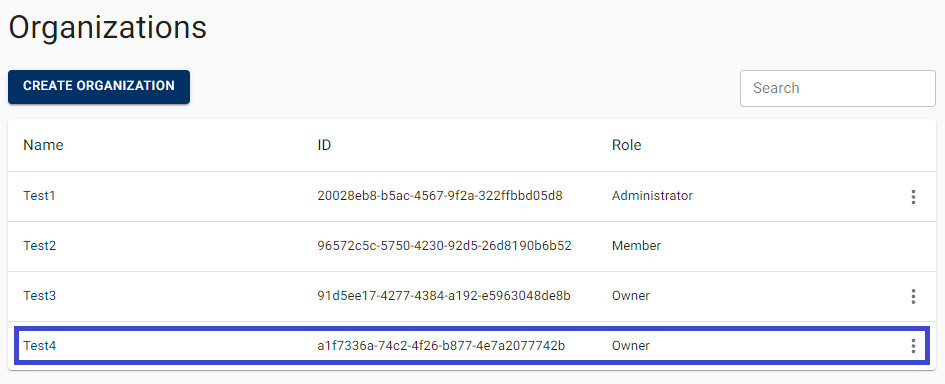 Organizations
CREATE ORGANIZATION
Search
Name ID Role
Test1 20028eb8-b5ac-4567-9f2a-322ffbbd05d8 Administrator
Test2 96572c5c-5750-4230-92d5-26d8190b6b52 Member
Test3 91d5ee17-4277-4384-a192-e5963048de8b Owner
Test4 a1f7336a-74c2-4f26-b877-4e7a2077742b Owner